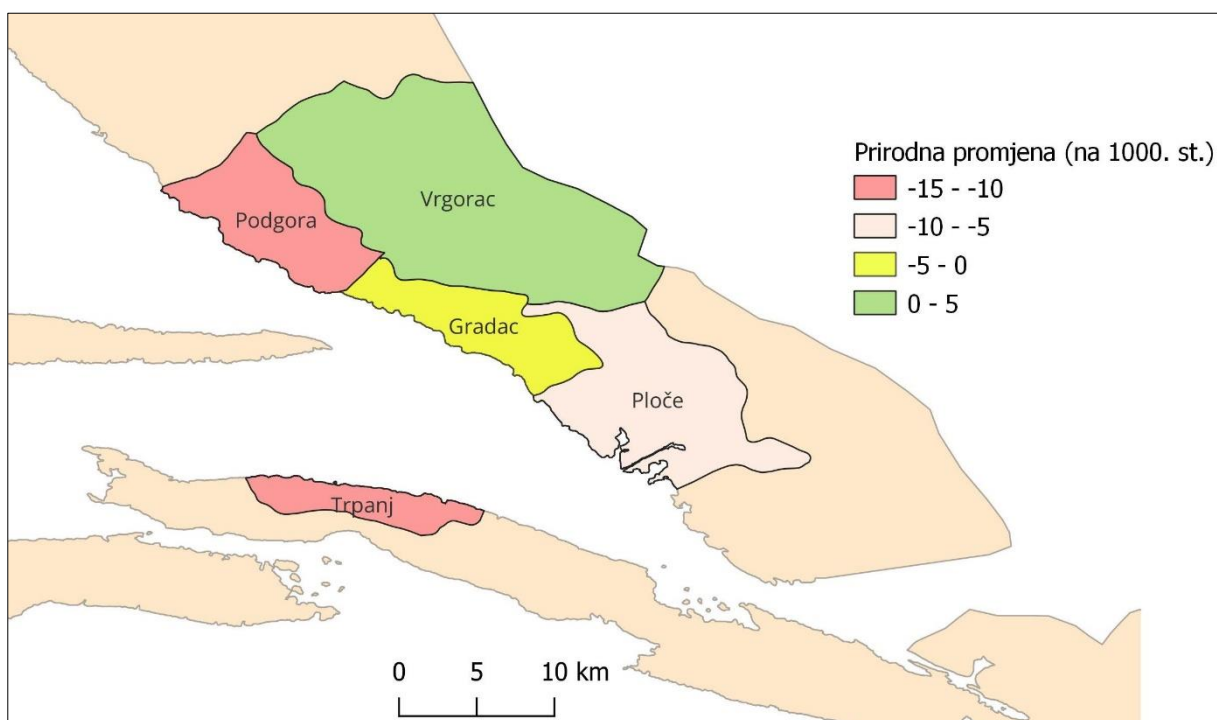 Prirodna promjena (na 1000. st.)
-15 - -10
-10 - -5
-5 - 0
0 - 5
Vrgorac
Podgora
Gradac
Ploče
Trpanj
0 5 10 km